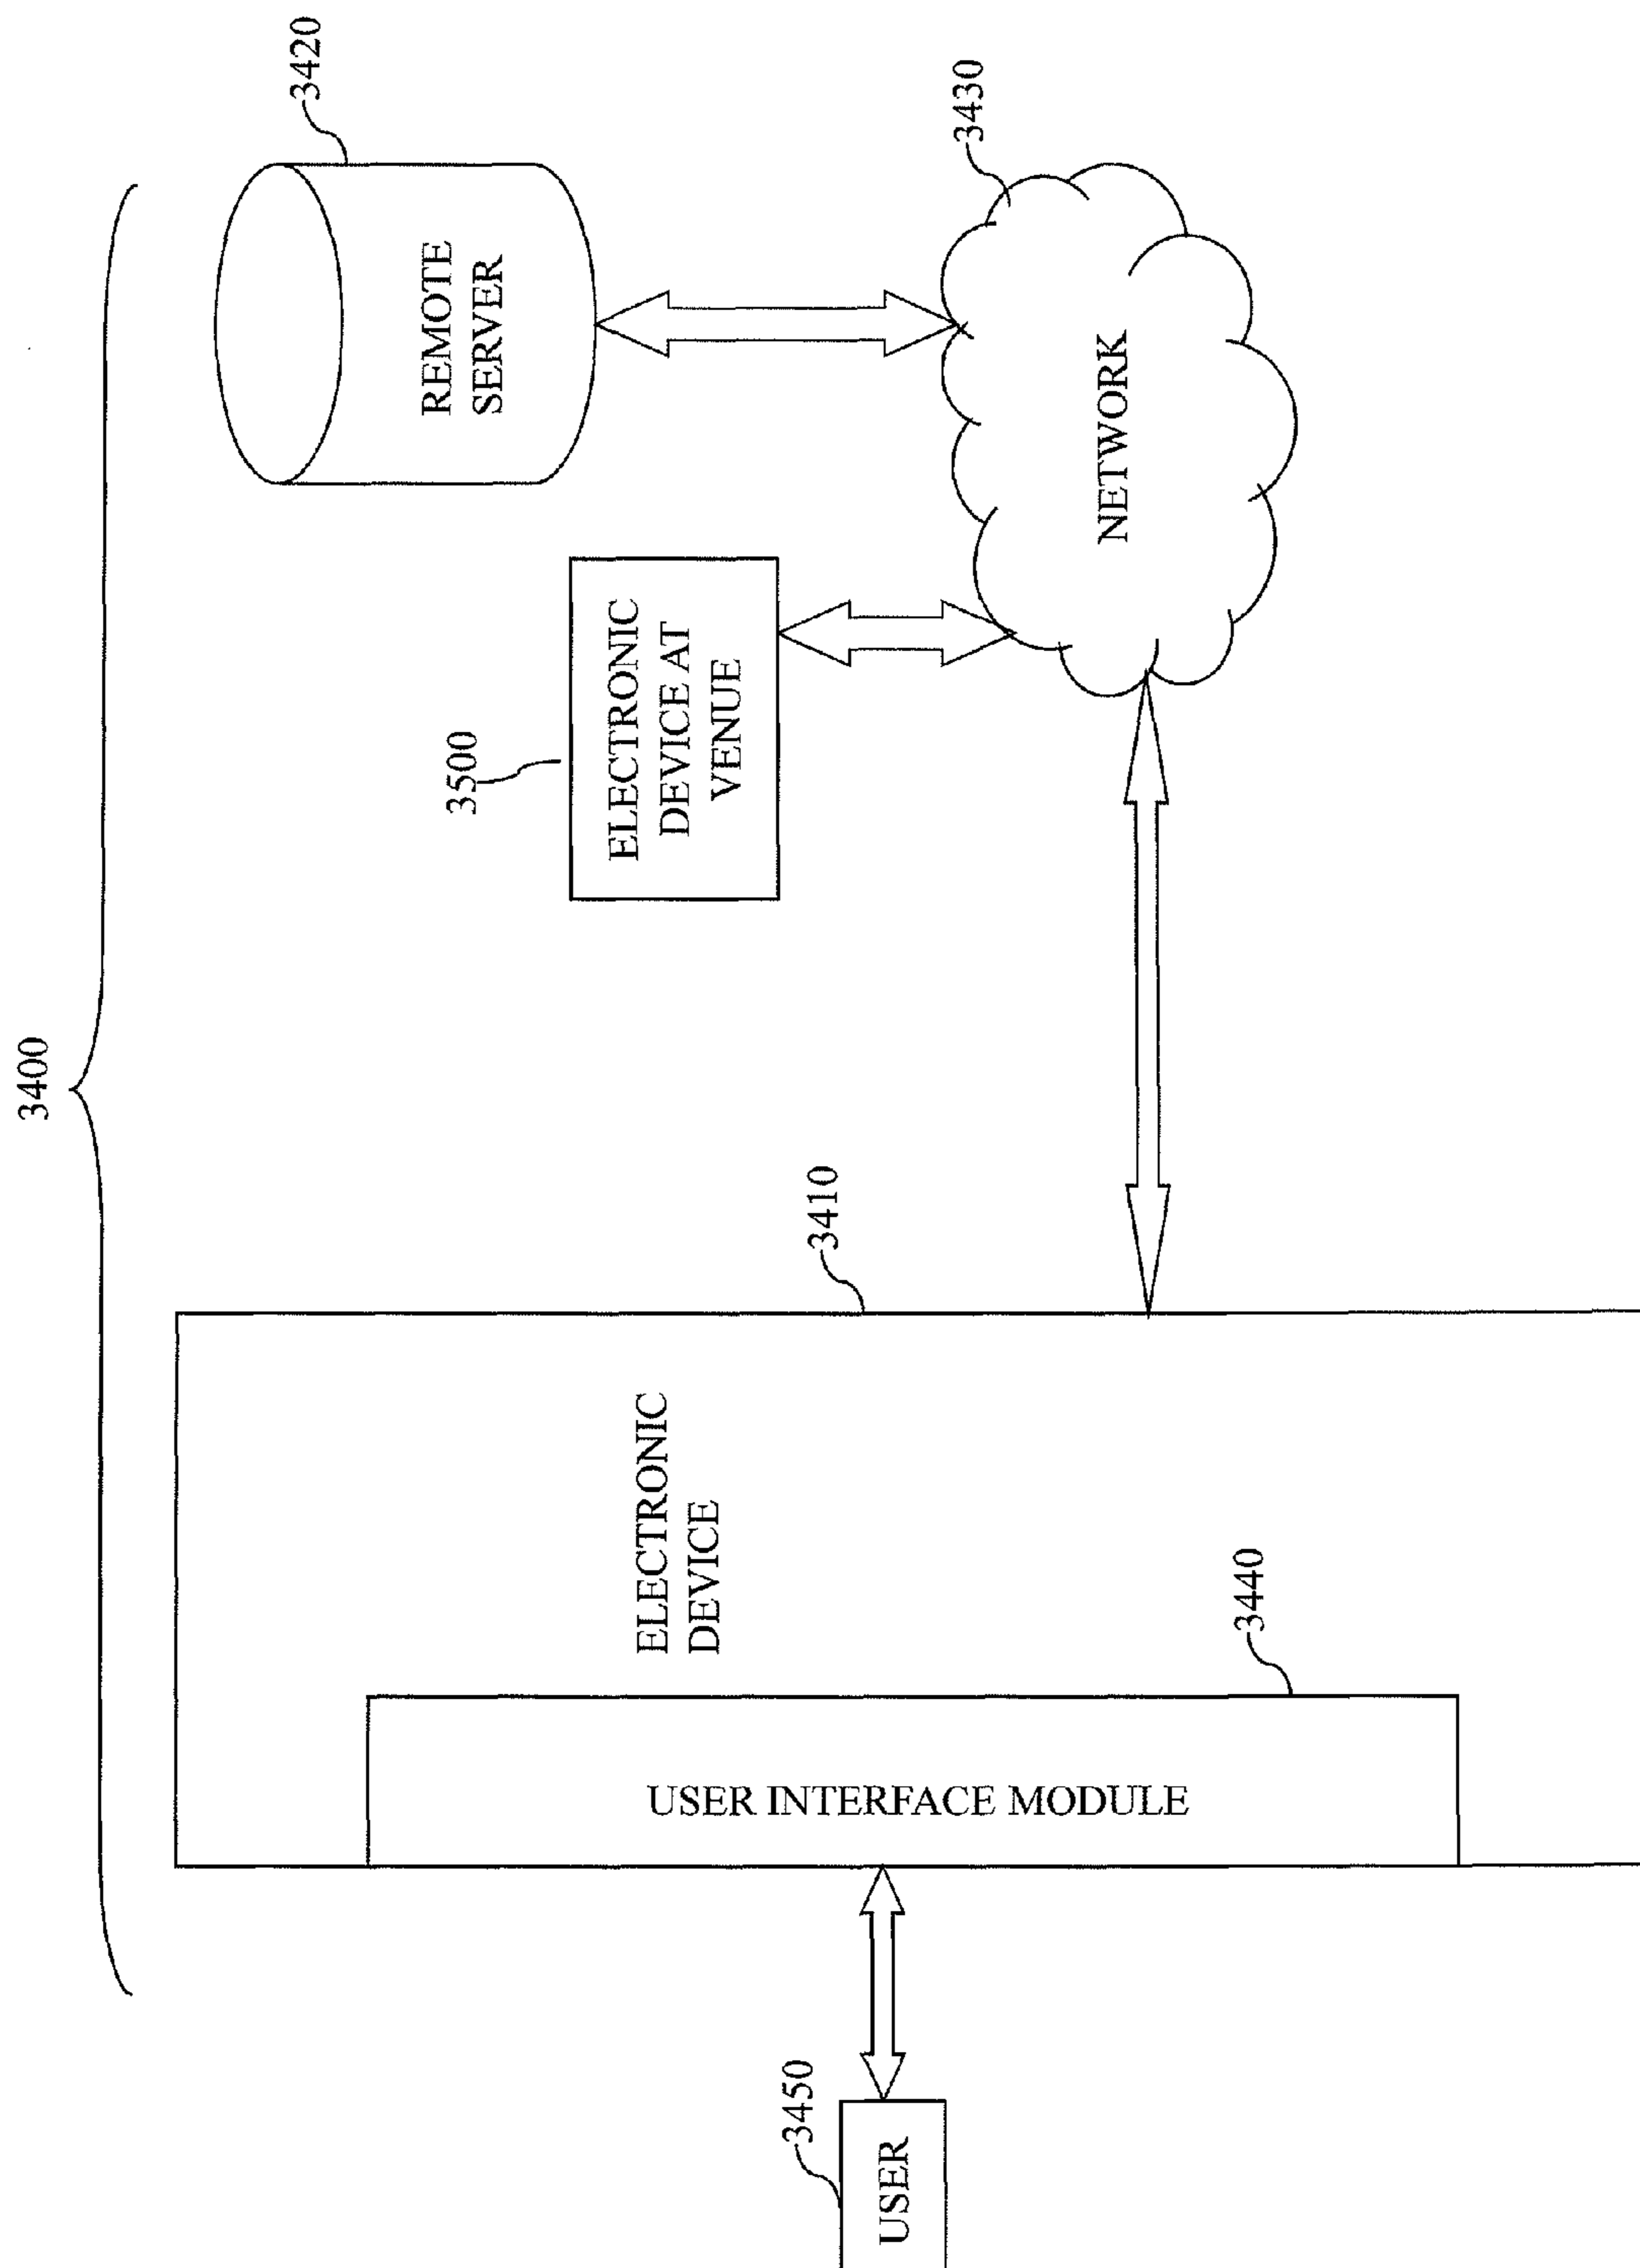 3400
3420
REMOTE
SERVER
3500
ELECTRONIC
DEVICE AT
VENUE
3430
NETWORK
3410
ELECTRONIC
DEVICE
3440
USER INTERFACE MODULE
3450
USER